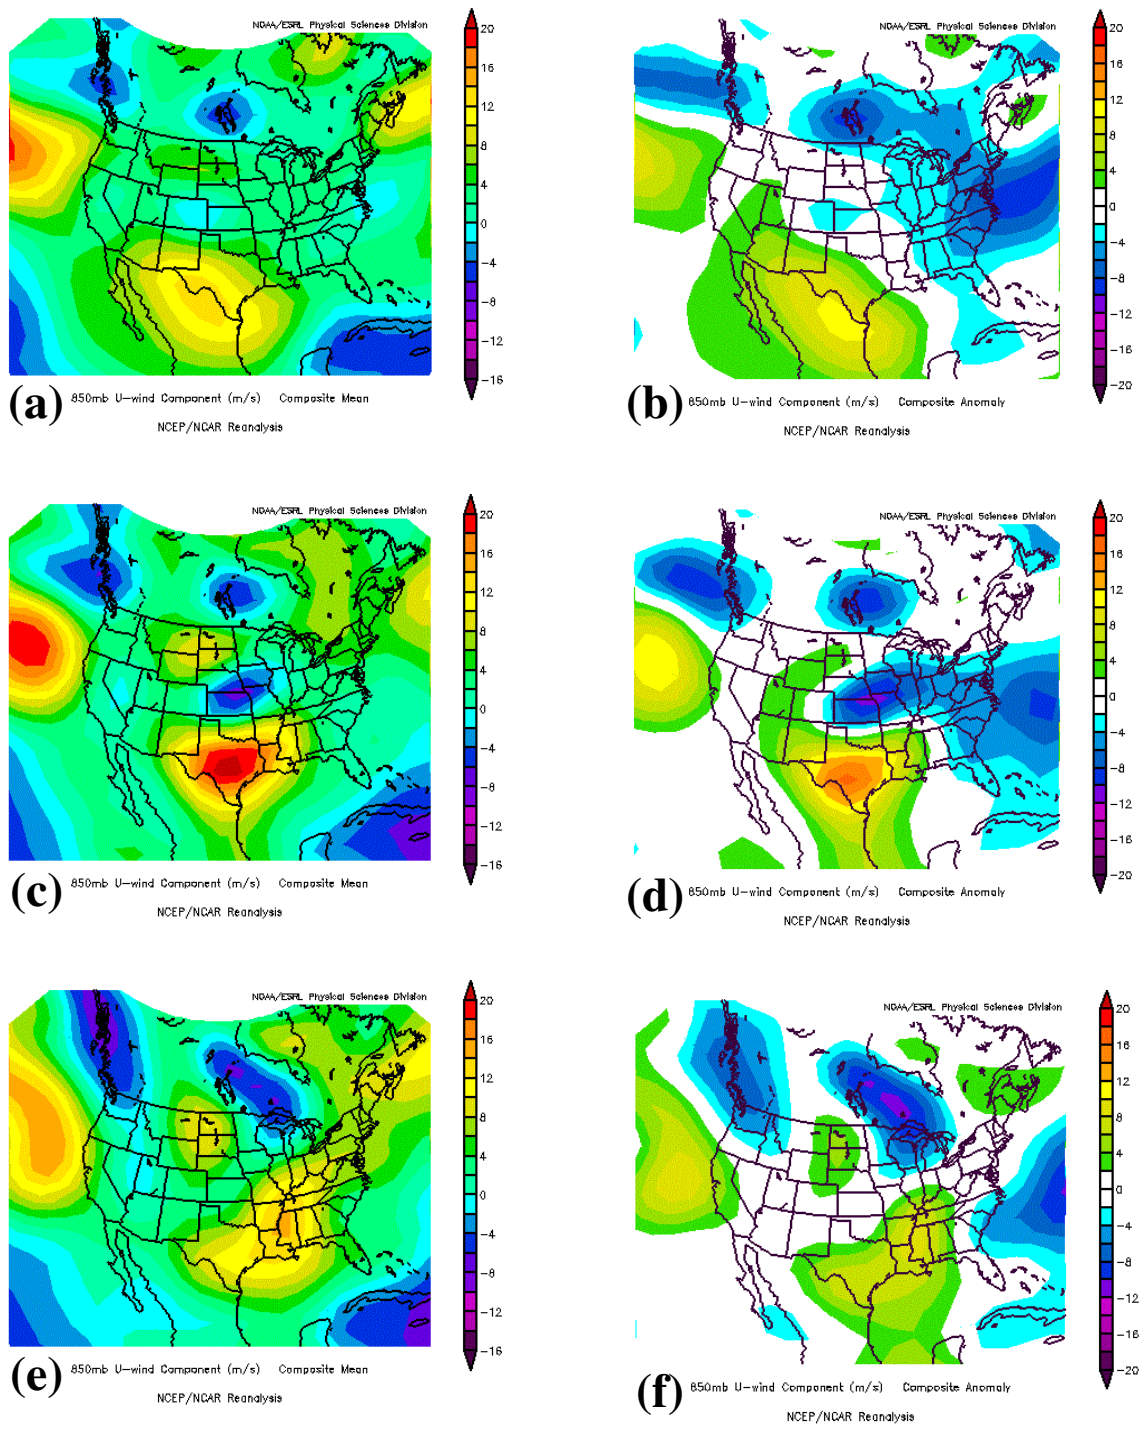 NOAA/ESRL Physical Sciences Division
20
16
12
8
4
0
−4
−8
−12
−16
(a)
850mb U−wind Component (m/s) Composite Mean
NCEP/NCAR Reanalysis
NOAA/ESRL Physical Sciences Division
20
16
12
8
4
0
−4
−8
−12
−16
−20
(b)
850mb U−wind Component (m/s) Composite Anomaly
NCEP/NCAR Reanalysis
NOAA/ESRL Physical Sciences Division
20
16
12
8
4
0
−4
−8
−12
−16
(c)
850mb U−wind Component (m/s) Composite Mean
NCEP/NCAR Reanalysis
NOAA/ESRL Physical Sciences Division
20
16
12
8
4
0
−4
−8
−12
−16
−20
(d)
850mb U−wind Component (m/s) Composite Anomaly
NCEP/NCAR Reanalysis
NOAA/ESRL Physical Sciences Division
20
16
12
8
4
0
−4
−8
−12
−16
(e)
850mb U−wind Component (m/s) Composite Mean
NCEP/NCAR Reanalysis
NOAA/ESRL Physical Sciences Division
20
16
12
8
4
0
−4
−8
−12
−16
−20
(f)
850mb U−wind Component (m/s) Composite Anomaly
NCEP/NCAR Reanalysis